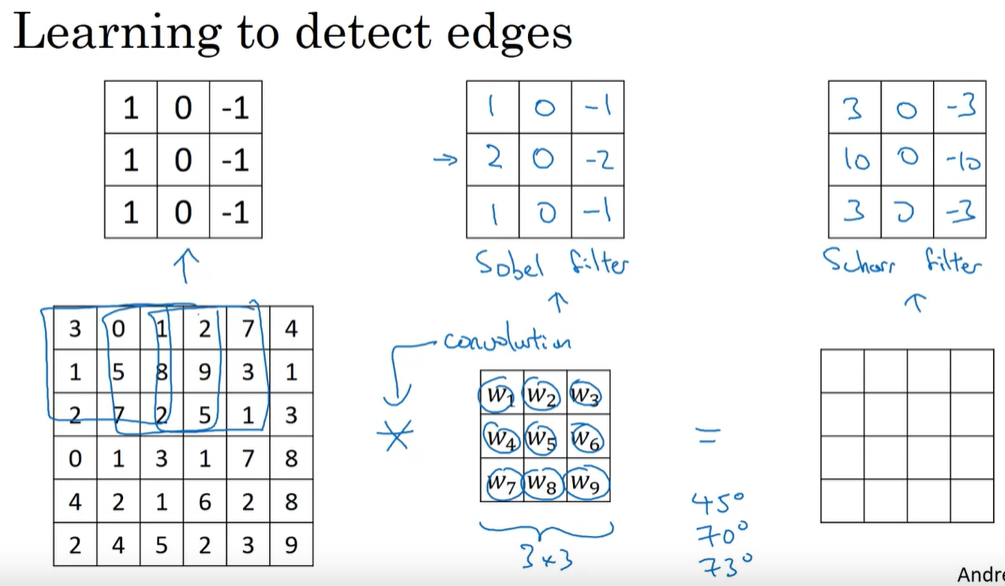 Learning to detect edges
1 0 -1
1 0 -1
1 0 -1
1 0 -1
→ 2 0 -2
1 0 -1
Sobel filter
3 0 -3
10 0 -10
3 0 -3
Scharr filter
3 0 1 2 7 4
1 5 8 9 3 1
2 7 2 5 1 3
0 1 3 1 7 8
4 2 1 6 2 8
2 4 5 2 3 9
convolution
*
w1 w2 w3
w4 w5 w6
w7 w8 w9
3×3
=
45°
70°
73°
Andre